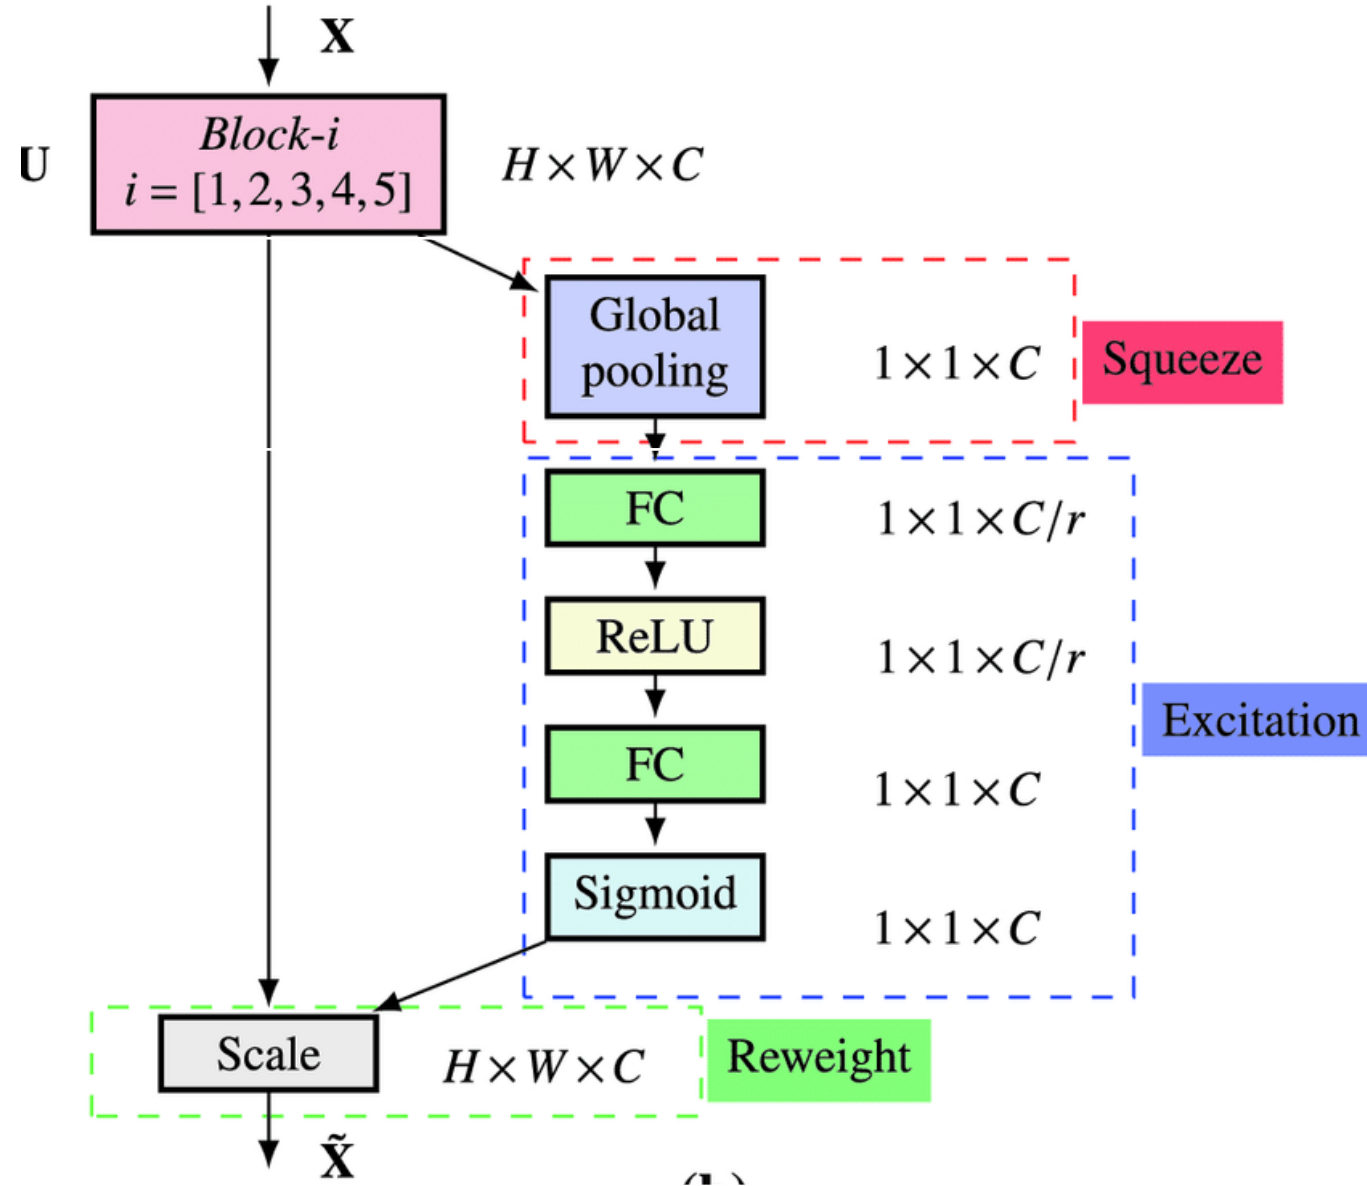 X
Block-i
i = [1,2,3,4,5]
U
H×W×C
Global
pooling
1×1×C
Squeeze
FC
1×1×C/r
ReLU
1×1×C/r
Excitation
FC
1×1×C
Sigmoid
1×1×C
Scale
H×W×C
Reweight
X̃